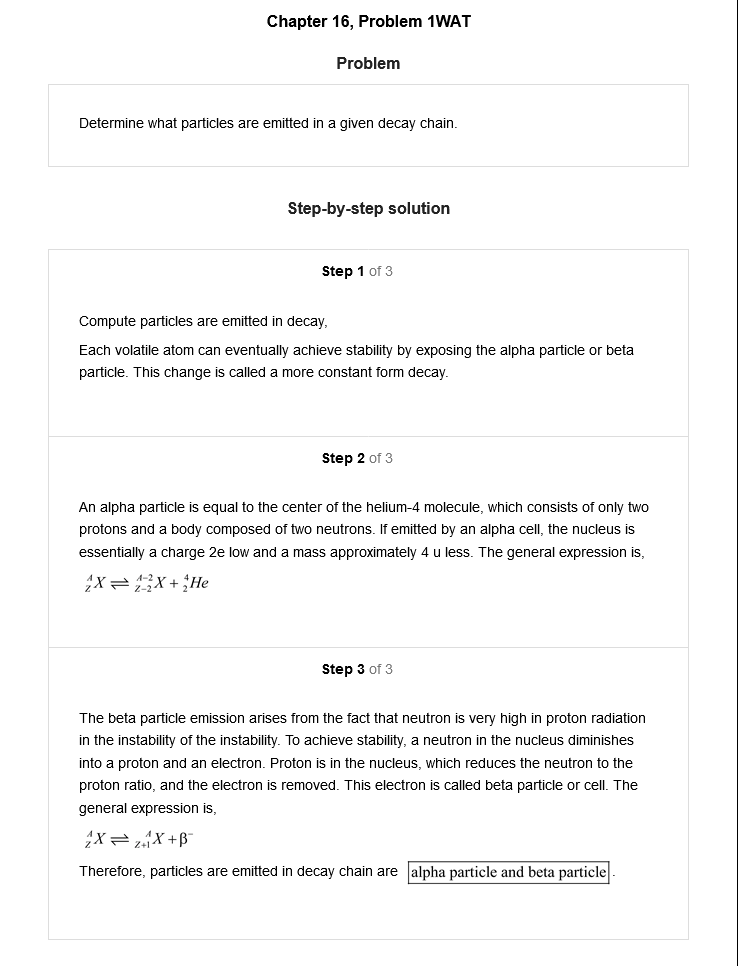 Chapter 16, Problem 1WAT
Problem
Determine what particles are emitted in a given decay chain.
Step-by-step solution
Step 1 of 3
Compute particles are emitted in decay,
Each volatile atom can eventually achieve stability by exposing the alpha particle or beta
particle. This change is called a more constant form decay.
Step 2 of 3
An alpha particle is equal to the center of the helium-4 molecule, which consists of only two
protons and a body composed of two neutrons. If emitted by an alpha cell, the nucleus is
essentially a charge 2e low and a mass approximately 4 u less. The general expression is,
{}^{A}_{Z}X ⇌ {}^{A-2}_{Z-2}X + {}^{4}_{2}He
Step 3 of 3
The beta particle emission arises from the fact that neutron is very high in proton radiation
in the instability of the instability. To achieve stability, a neutron in the nucleus diminishes
into a proton and an electron. Proton is in the nucleus, which reduces the neutron to the
proton ratio, and the electron is removed. This electron is called beta particle or cell. The
general expression is,
{}^{A}_{Z}X ⇌ {}^{A}_{Z+1}X + β⁻
Therefore, particles are emitted in decay chain are alpha particle and beta particle.